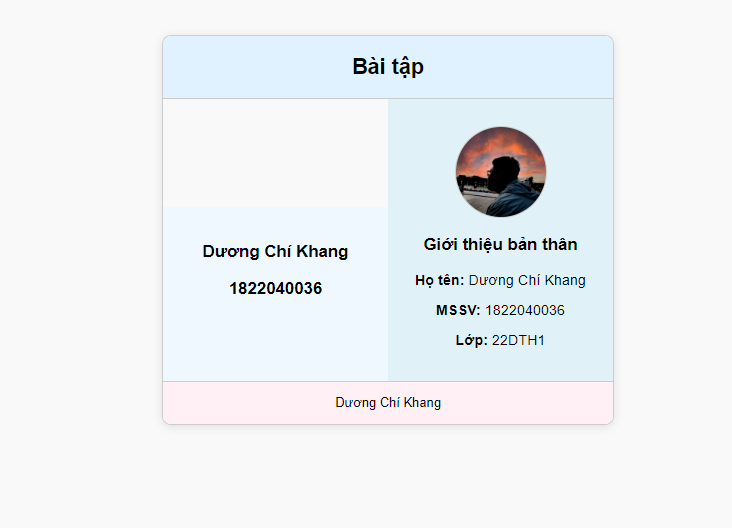 Bài tập
Dương Chí Khang
1822040036
Giới thiệu bản thân
Họ tên: Dương Chí Khang
MSSV: 1822040036
Lớp: 22DTH1
Dương Chí Khang